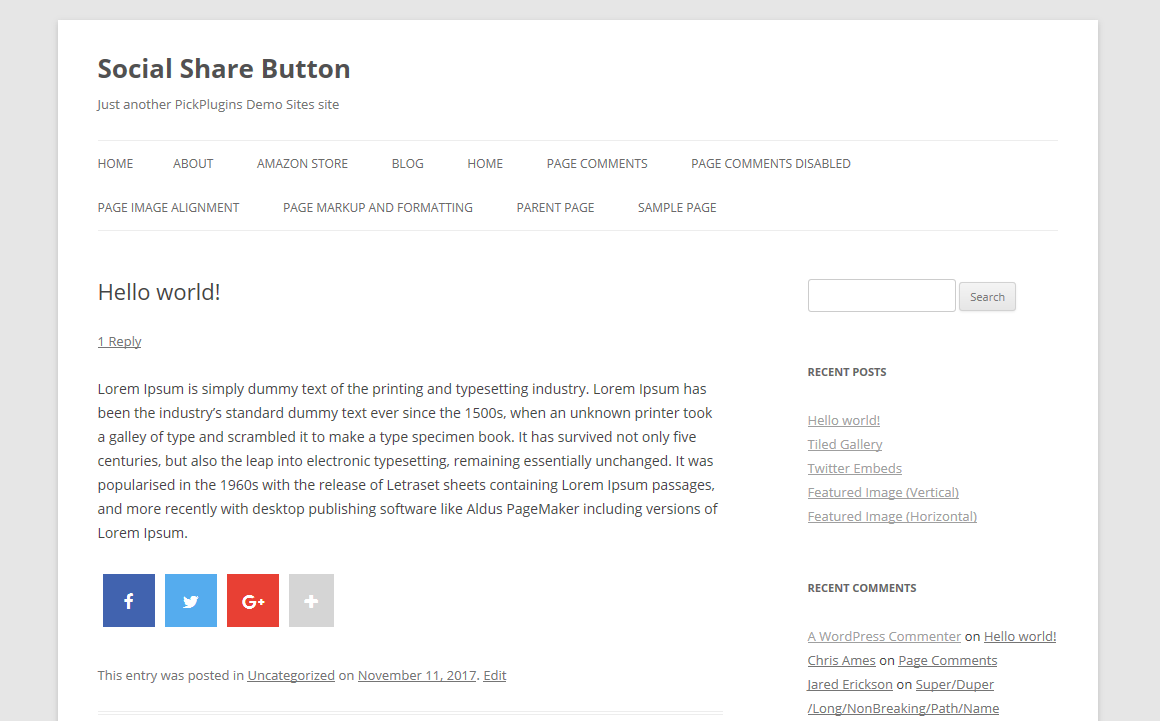 Social Share Button
Just another PickPlugins Demo Sites site
HOME ABOUT AMAZON STORE BLOG HOME PAGE COMMENTS PAGE COMMENTS DISABLED
PAGE IMAGE ALIGNMENT PAGE MARKUP AND FORMATTING PARENT PAGE SAMPLE PAGE
Hello world!
1 Reply
Lorem Ipsum is simply dummy text of the printing and typesetting industry. Lorem Ipsum has
been the industry’s standard dummy text ever since the 1500s, when an unknown printer took
a galley of type and scrambled it to make a type specimen book. It has survived not only five
centuries, but also the leap into electronic typesetting, remaining essentially unchanged. It was
popularised in the 1960s with the release of Letraset sheets containing Lorem Ipsum passages,
and more recently with desktop publishing software like Aldus PageMaker including versions of
Lorem Ipsum.
f G+
This entry was posted in Uncategorized on November 11, 2017. Edit
Search
RECENT POSTS
Hello world!
Tiled Gallery
Twitter Embeds
Featured Image (Vertical)
Featured Image (Horizontal)
RECENT COMMENTS
A WordPress Commenter on Hello world!
Chris Ames on Page Comments
Jared Erickson on Super/Duper
/Long/NonBreaking/Path/Name